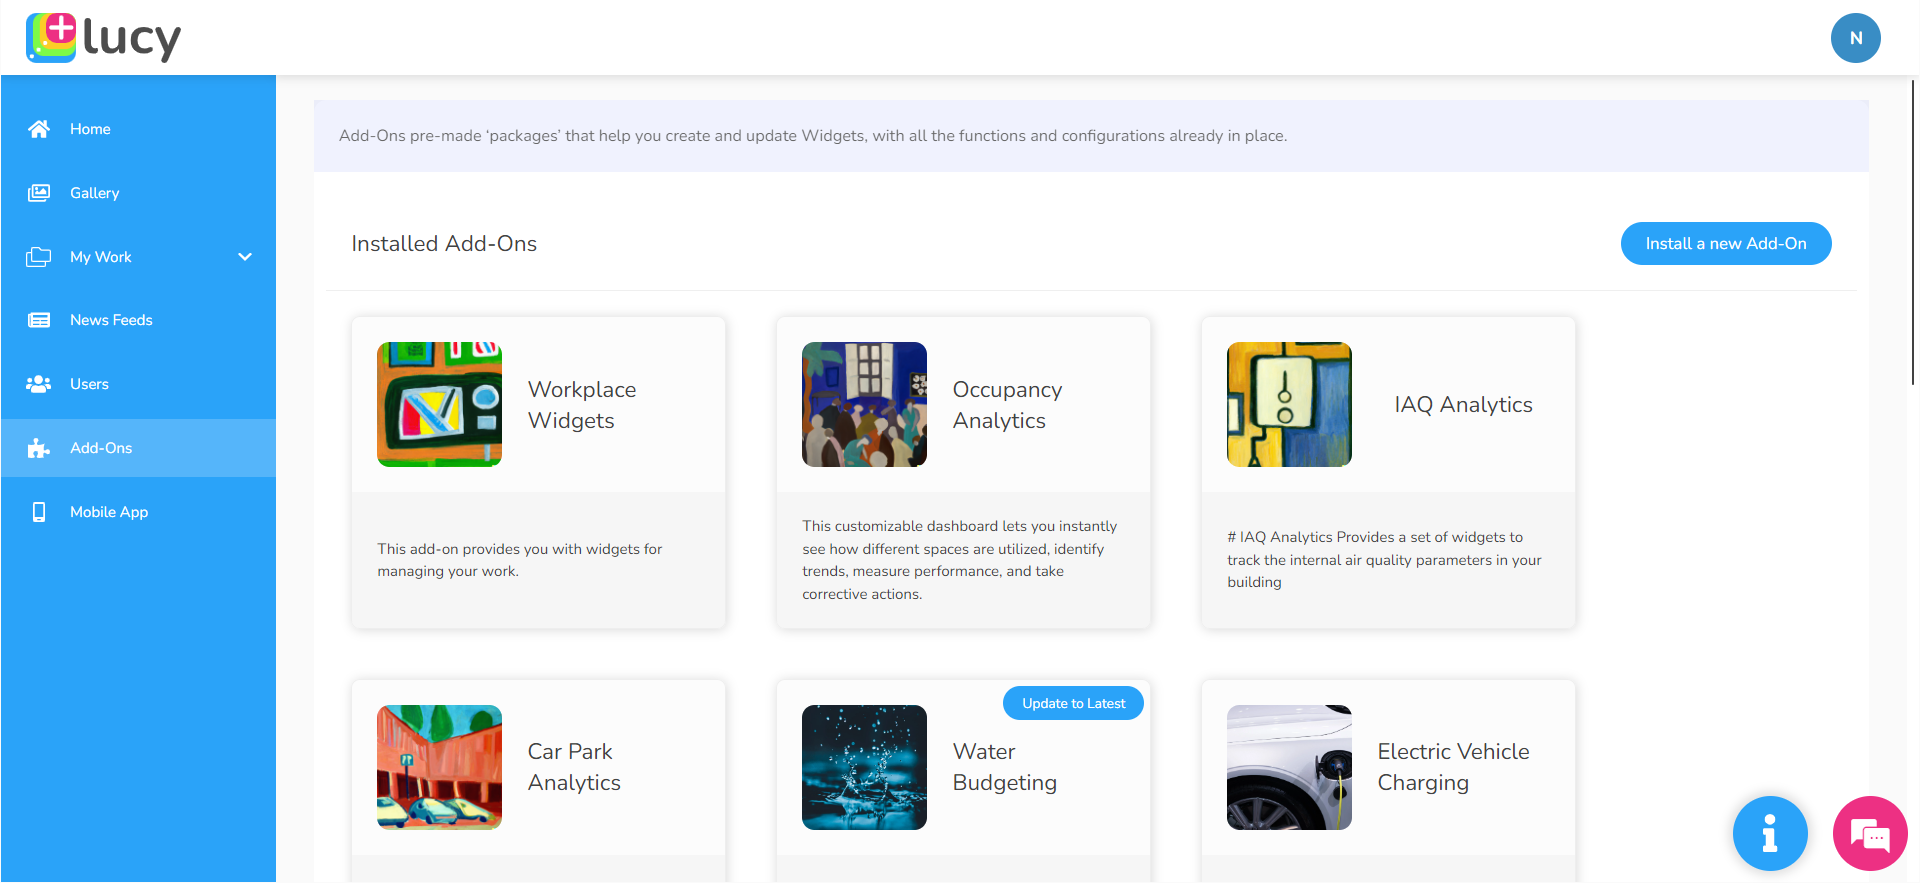 lucy
N
Home
Gallery
My Work
News Feeds
Users
Add-Ons
Mobile App
Add-Ons pre-made ‘packages’ that help you create and update Widgets, with all the functions and configurations already in place.
Installed Add-Ons
Install a new Add-On
Workplace
Widgets
This add-on provides you with widgets for
managing your work.
Occupancy
Analytics
This customizable dashboard lets you instantly
see how different spaces are utilized, identify
trends, measure performance, and take
corrective actions.
IAQ Analytics
# IAQ Analytics Provides a set of widgets to
track the internal air quality parameters in your
building
Car Park
Analytics
Update to Latest
Water
Budgeting
Electric Vehicle
Charging